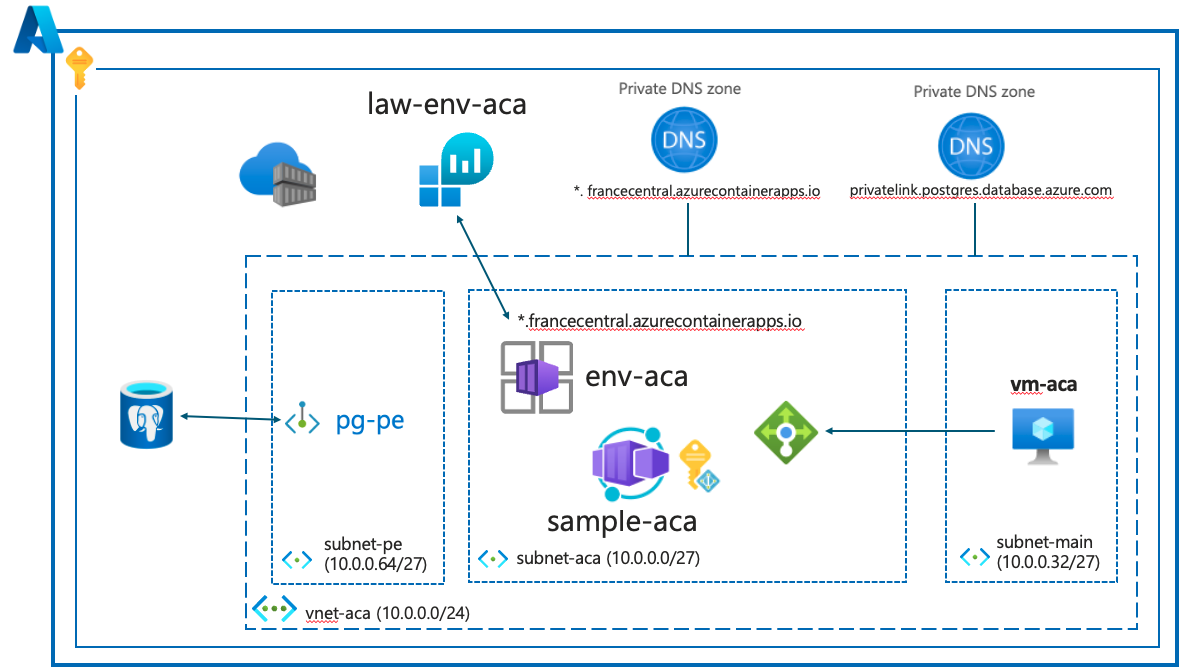 law-env-aca
Private DNS zone
DNS
*. francecentral.azurecontainerapps.io
Private DNS zone
DNS
privatelink.postgres.database.azure.com
*.francecentral.azurecontainerapps.io
env-aca
pg-pe
vm-aca
sample-aca
subnet-pe
(10.0.0.64/27)
subnet-aca (10.0.0.0/27)
subnet-main
(10.0.0.32/27)
vnet-aca (10.0.0.0/24)